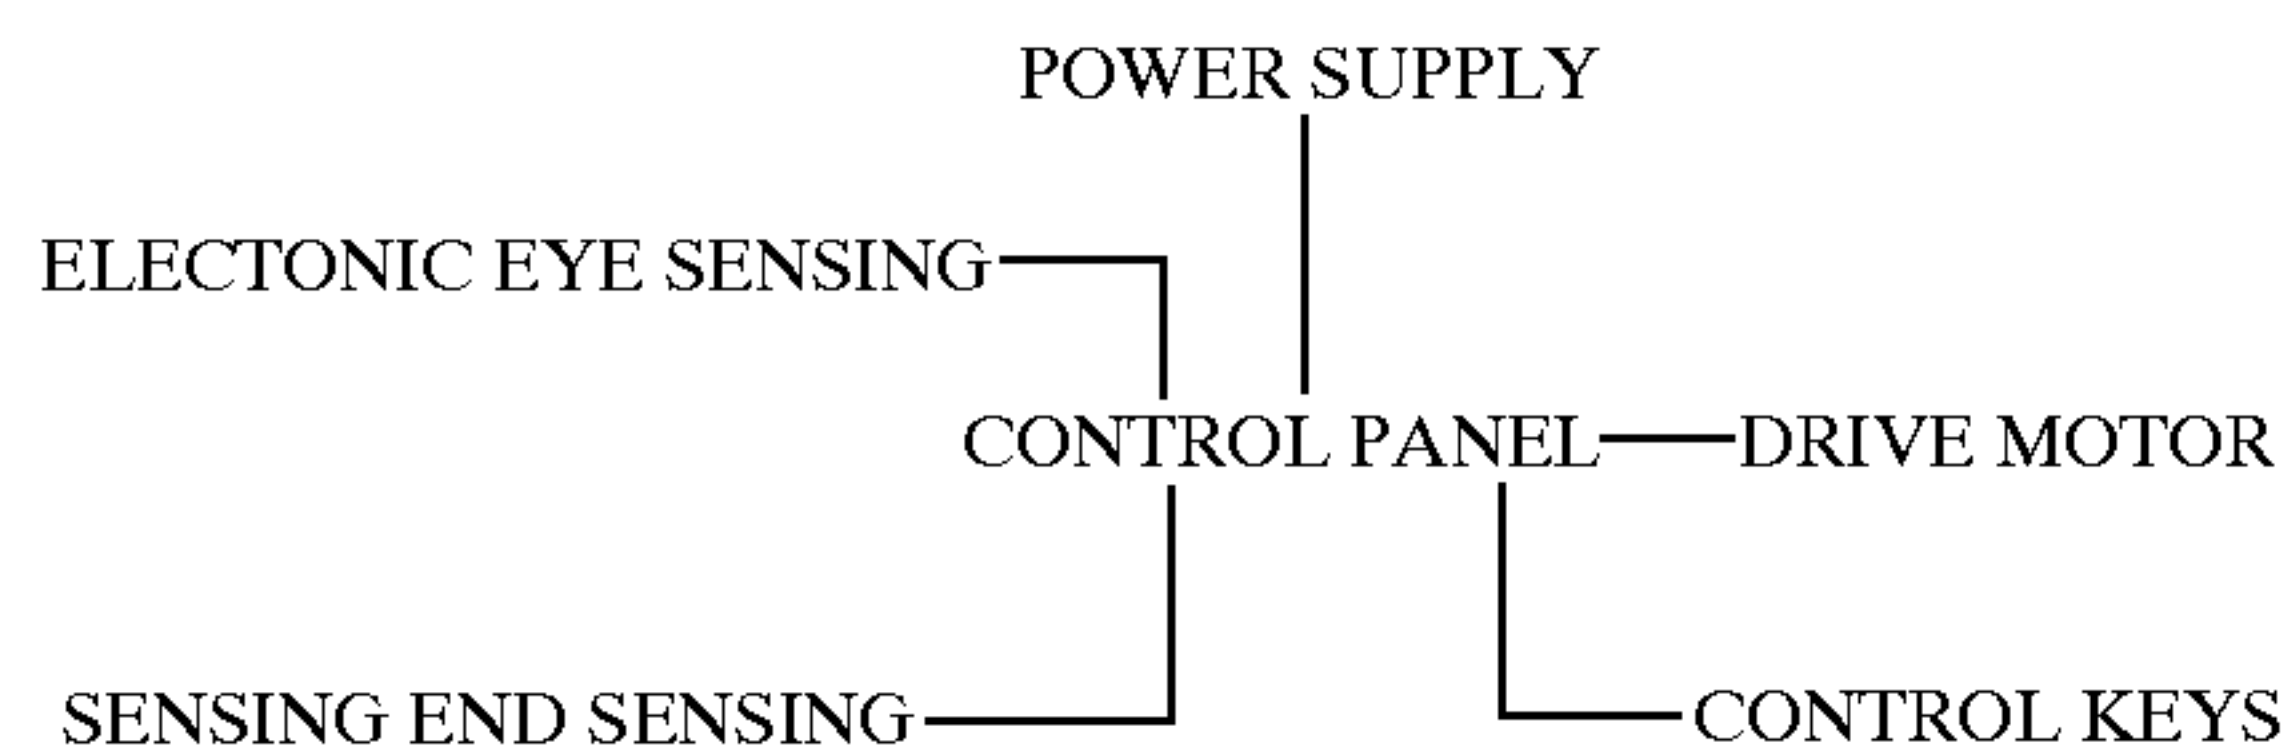 POWER SUPPLY
ELECTONIC EYE SENSING
CONTROL PANEL
DRIVE MOTOR
SENSING END SENSING
CONTROL KEYS